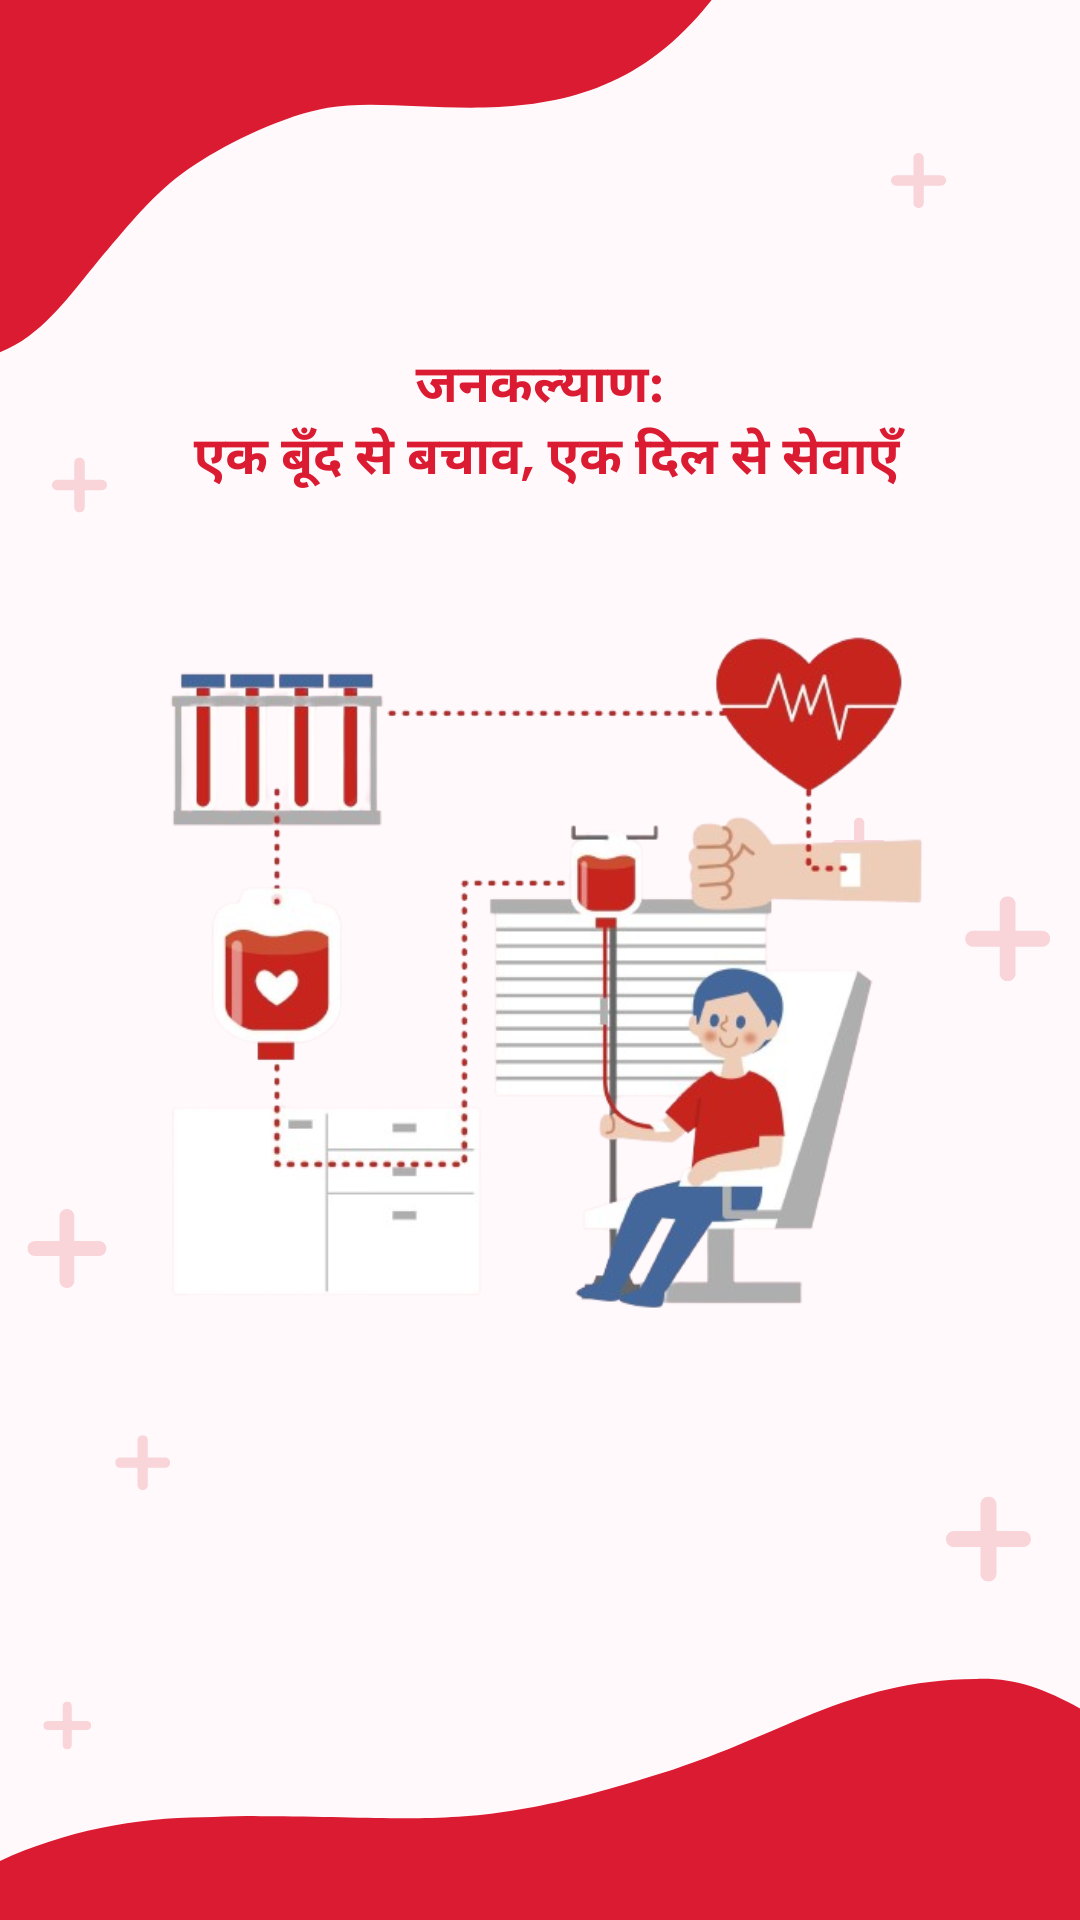 जनकल्याण:
एक बूँद से बचाव, एक दिल से सेवाएँ